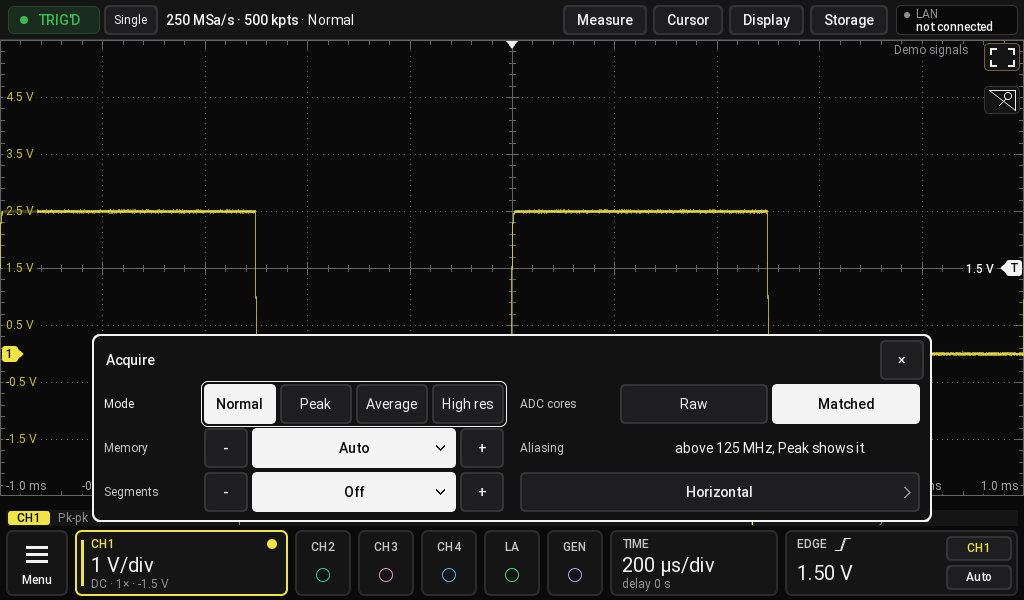 TRIG'D
Single
250 MSa/s · 500 kpts · Normal
Measure
Cursor
Display
Storage
LAN
not connected
Demo signals
4.5 V
3.5 V
2.5 V
1.5 V
1.5 V
T
0.5 V
1
-0.5 V
-1.5 V
-1.0 ms
1.0 ms
Acquire
×
Mode
Normal
Peak
Average
High res
ADC cores
Raw
Matched
Memory
-
Auto
+
Aliasing
above 125 MHz, Peak shows it
Segments
-
Off
+
Horizontal
CH1
Pk-pk
Menu
CH1
1 V/div
DC · 1× · -1.5 V
CH2
CH3
CH4
LA
GEN
TIME
200 µs/div
delay 0 s
EDGE
1.50 V
CH1
Auto